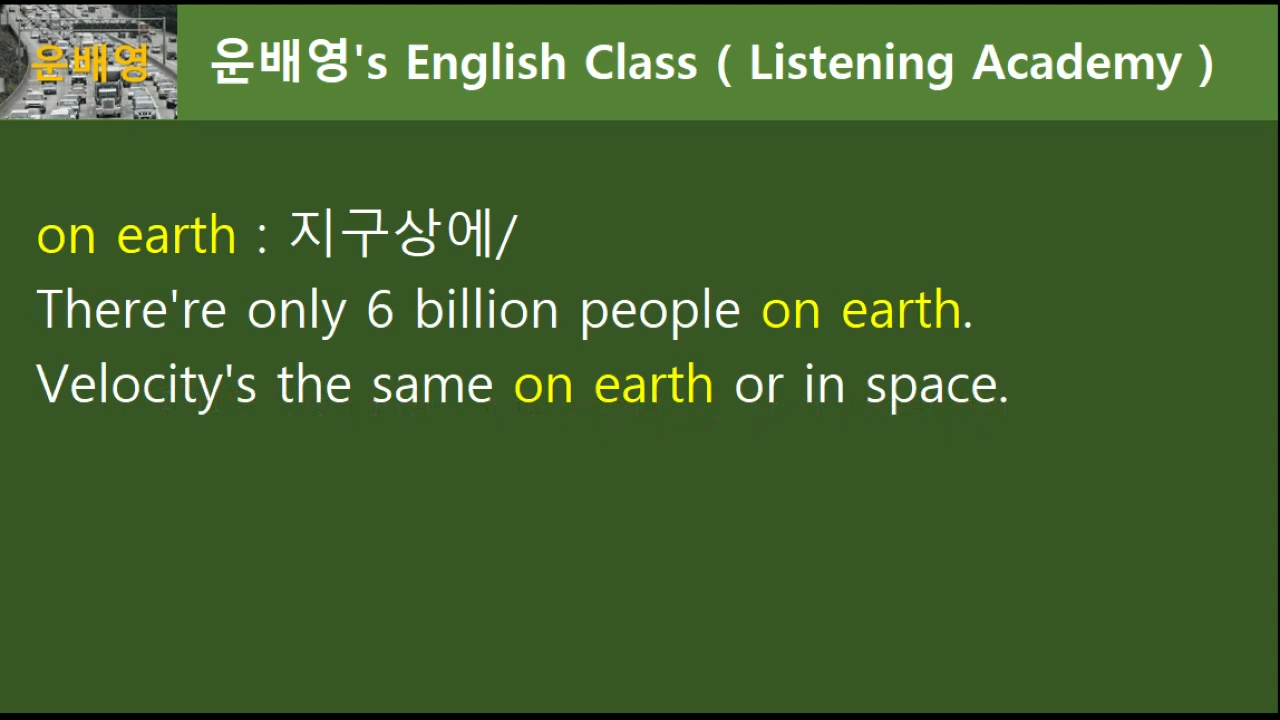 운배영
운배영's English Class ( Listening Academy )
on earth : 지구상에/
There're only 6 billion people on earth.
Velocity's the same on earth or in space.